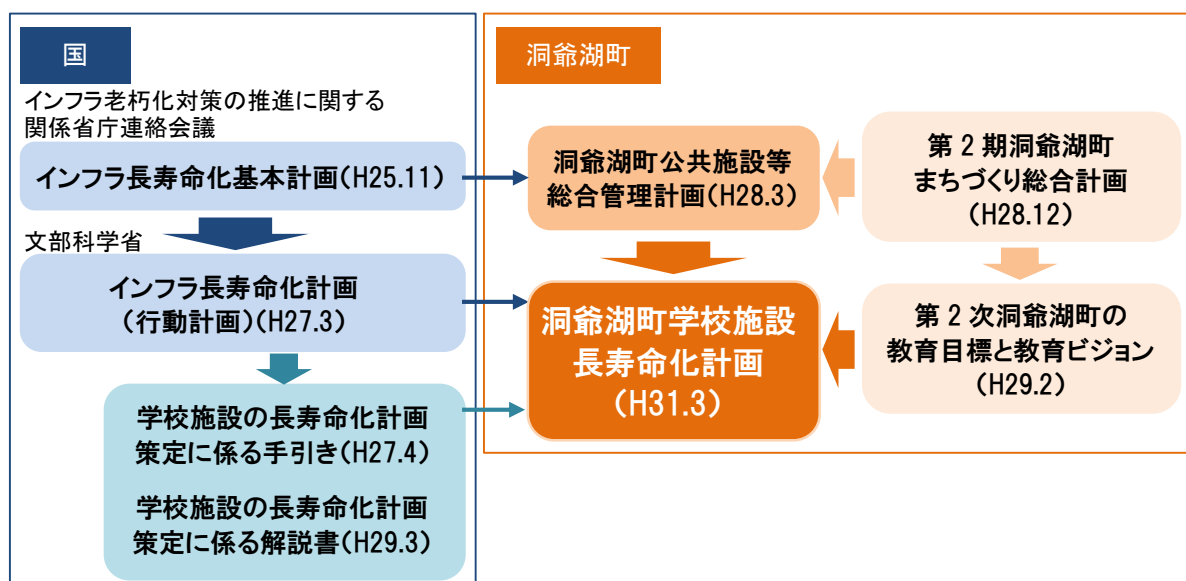 国
インフラ老朽化対策の推進に関する
関係省庁連絡会議
インフラ長寿命化基本計画(H25.11)
文部科学省
インフラ長寿命化計画
(行動計画)(H27.3)
学校施設の長寿命化計画
策定に係る手引き(H27.4)
学校施設の長寿命化計画
策定に係る解説書(H29.3)
洞爺湖町
洞爺湖町公共施設等
総合管理計画(H28.3)
第2期洞爺湖町
まちづくり総合計画
(H28.12)
洞爺湖町学校施設
長寿命化計画
(H31.3)
第2次洞爺湖町の
教育目標と教育ビジョン
(H29.2)